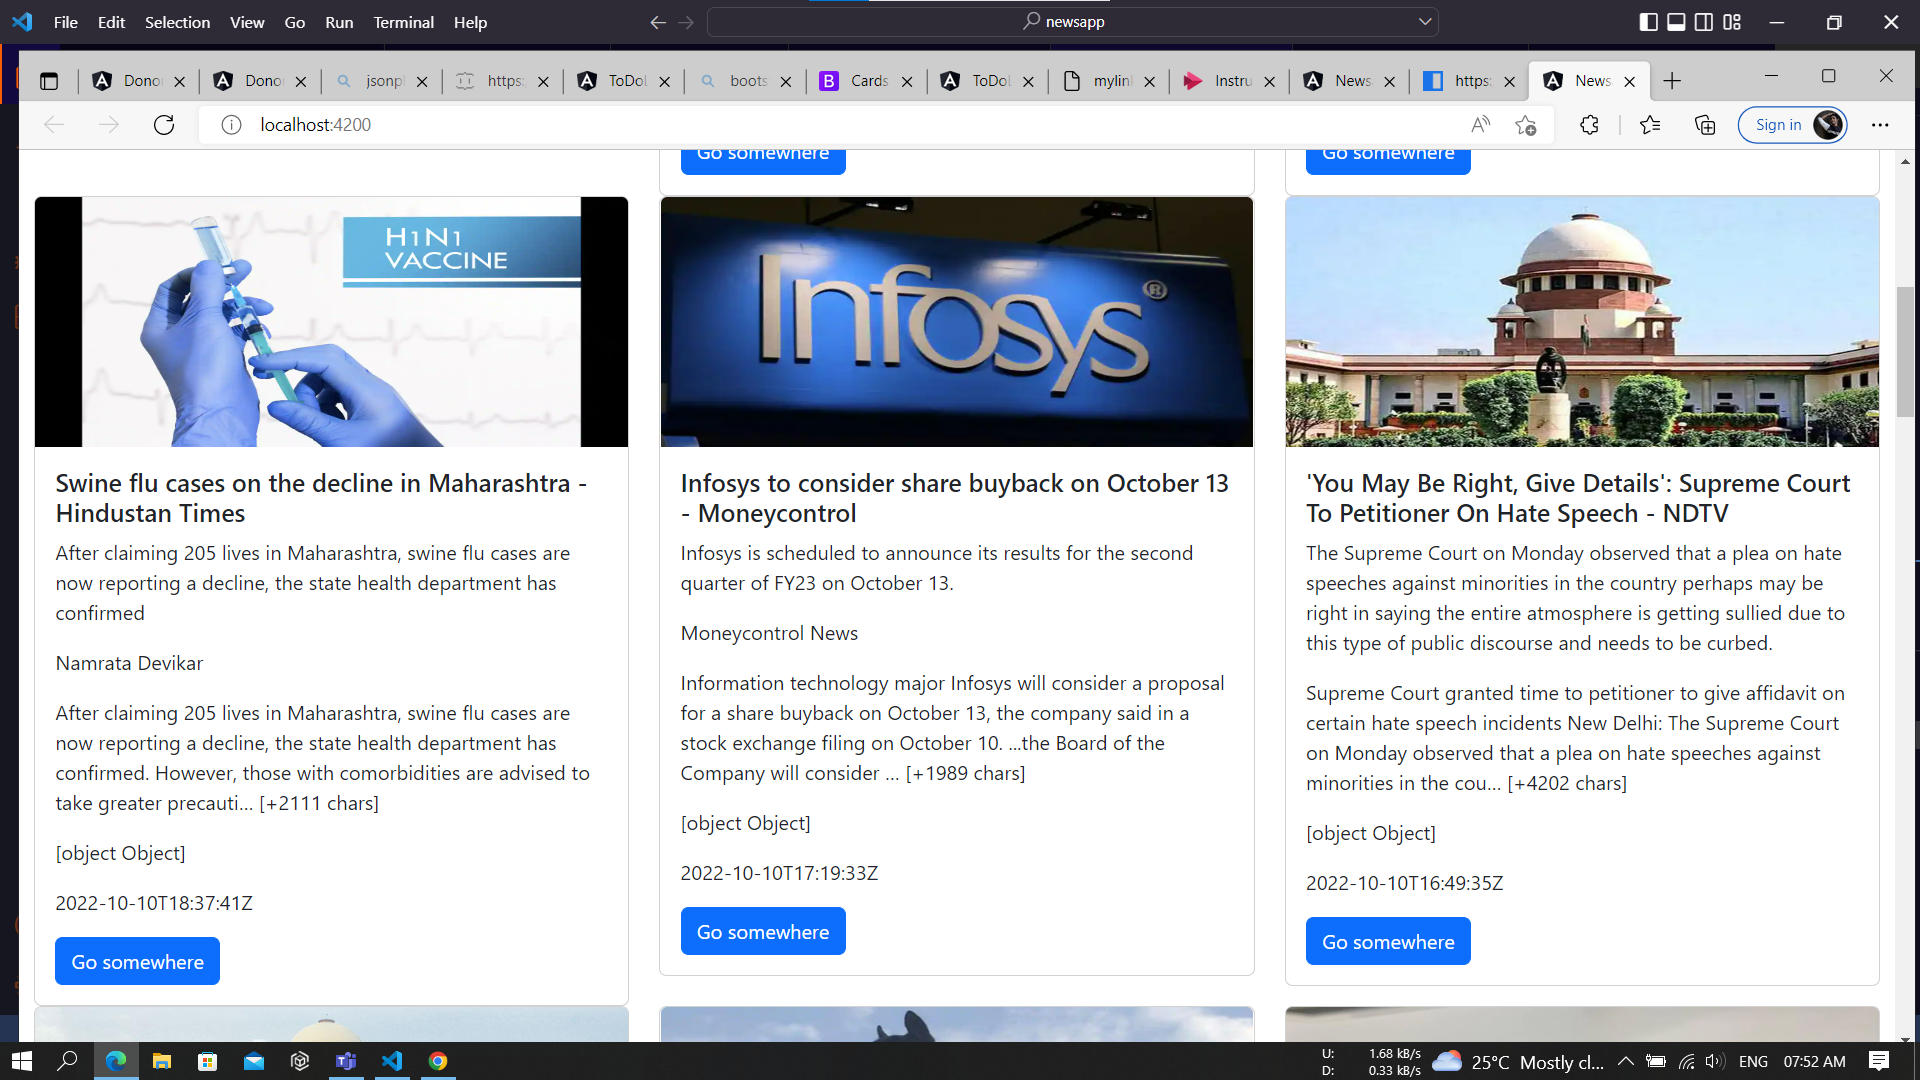 File Edit Selection View Go Run Terminal Help
newsapp
Dono
Dono
jsonpl
https:
ToDoL
boots
Cards
ToDoL
mylin
Instru
News
https:
News
localhost:4200
Sign in
Go somewhere
Go somewhere
H1N1
VACCINE
Infosys®
Swine flu cases on the decline in Maharashtra -
Hindustan Times
After claiming 205 lives in Maharashtra, swine flu cases are
now reporting a decline, the state health department has
confirmed
Namrata Devikar
After claiming 205 lives in Maharashtra, swine flu cases are
now reporting a decline, the state health department has
confirmed. However, those with comorbidities are advised to
take greater precauti... [+2111 chars]
[object Object]
2022-10-10T18:37:41Z
Go somewhere
Infosys to consider share buyback on October 13
- Moneycontrol
Infosys is scheduled to announce its results for the second
quarter of FY23 on October 13.
Moneycontrol News
Information technology major Infosys will consider a proposal
for a share buyback on October 13, the company said in a
stock exchange filing on October 10. ...the Board of the
Company will consider ... [+1989 chars]
[object Object]
2022-10-10T17:19:33Z
Go somewhere
'You May Be Right, Give Details': Supreme Court
To Petitioner On Hate Speech - NDTV
The Supreme Court on Monday observed that a plea on hate
speeches against minorities in the country perhaps may be
right in saying the entire atmosphere is getting sullied due to
this type of public discourse and needs to be curbed.
Supreme Court granted time to petitioner to give affidavit on
certain hate speech incidents New Delhi: The Supreme Court
on Monday observed that a plea on hate speeches against
minorities in the cou... [+4202 chars]
[object Object]
2022-10-10T16:49:35Z
Go somewhere
U: 1.68 kB/s
D: 0.33 kB/s
25°C Mostly cl...
ENG
07:52 AM